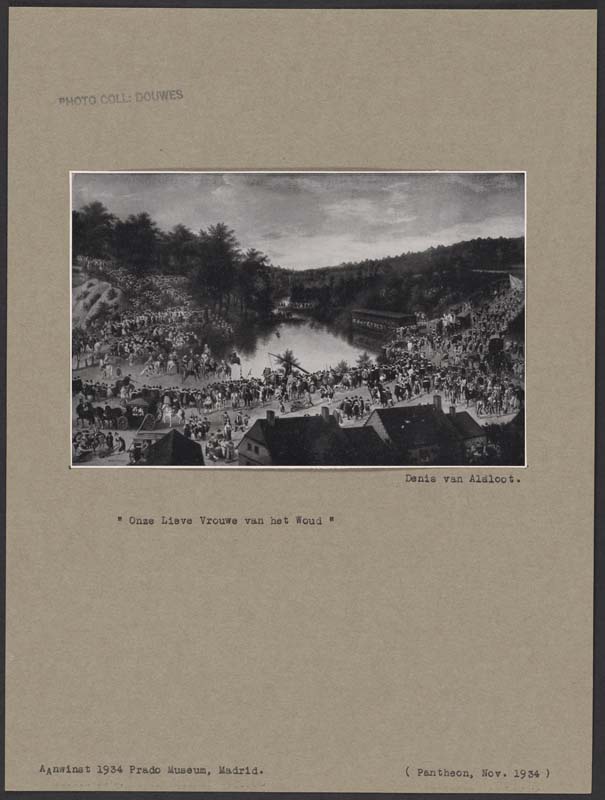 PHOTO COLL: DOUWES
Denis van Alsloot.
" Onze Lieve Vrouwe van het Woud "
AAnwinst 1934 Prado Museum, Madrid.
( Pantheon, Nov. 1934 )